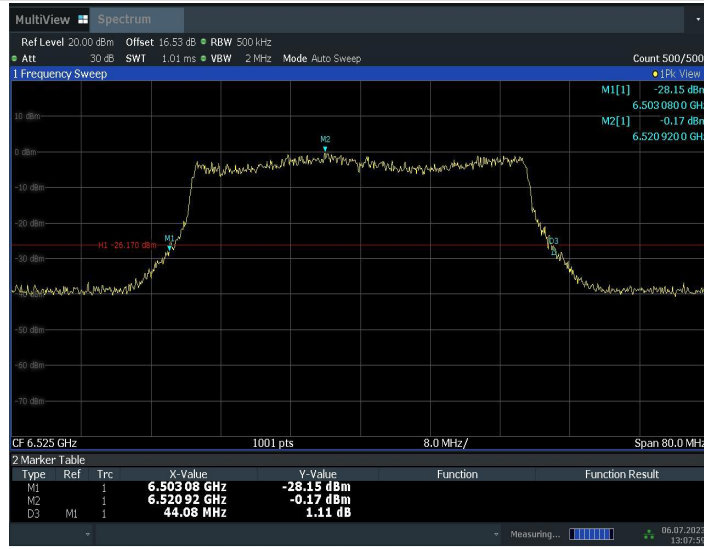 MultiView Spectrum
Ref Level 20.00 dBm Offset 16.53 dB RBW 500 kHz
Att 30 dB SWT 1.01 ms VBW 2 MHz Mode Auto Sweep Count 500/500
1 Frequency Sweep 1Pk View
M1[1] -28.15 dBm
6.503 080 0 GHz
M2[1] -0.17 dBm
6.520 920 0 GHz
10 dBm
M2
0 dBm
-10 dBm
-20 dBm
H1 -26.170 dBm M1 D3
-30 dBm
-40 dBm
-50 dBm
-60 dBm
-70 dBm
CF 6.525 GHz 1001 pts 8.0 MHz/ Span 80.0 MHz
2 Marker Table
Type Ref Trc X-Value Y-Value Function Function Result
M1 1 6.503 08 GHz -28.15 dBm
M2 1 6.520 92 GHz -0.17 dBm
D3 M1 1 44.08 MHz 1.11 dB
Measuring... 06.07.2023
13:07:59